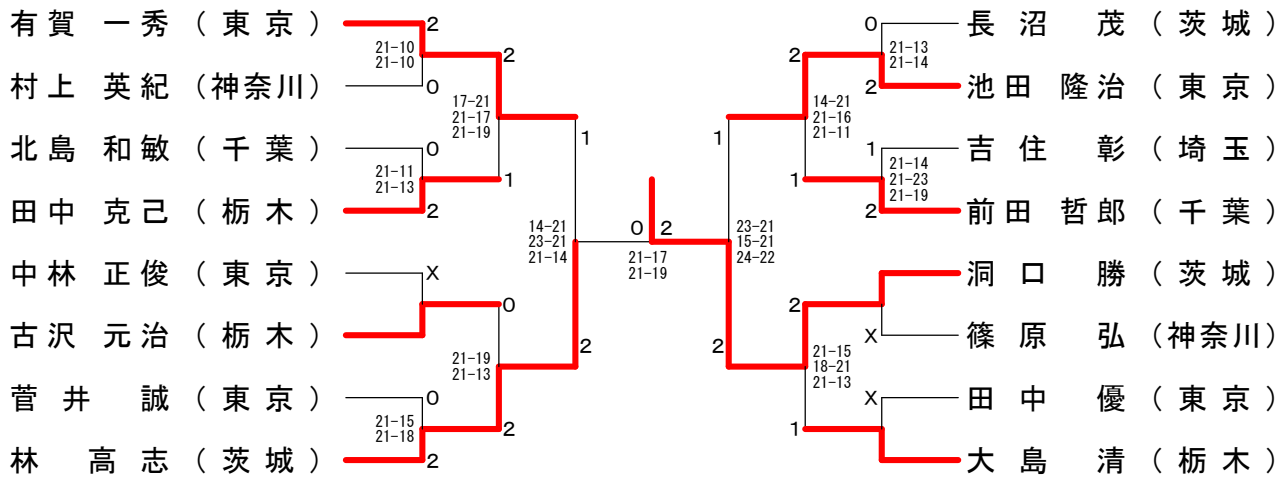 有賀 一秀 (東京) 2 0 長沼 茂 (茨城)
21-10 2 2 21-13
21-10 21-14
村上 英紀 (神奈川) 0 2 池田 隆治 (東京)
17-21 14-21
21-17 21-16
21-19 1 1 21-11
北島 和敏 (千葉) 0 1 吉住 彰 (埼玉)
21-11 21-14
21-13 1 1 21-23
21-19
田中 克己 (栃木) 2 2 前田 哲郎 (千葉)
14-21 0 2 23-21
23-21 15-21
21-14 21-17 24-22
21-19
中林 正俊 (東京) X 洞口 勝 (茨城)
0 2
古沢 元治 (栃木) X 篠原 弘 (神奈川)
2 2
21-19 21-15
21-13 18-21
21-13
菅井 誠 (東京) 0 X 田中 優 (東京)
21-15
21-18 2 1
林 高志 (茨城) 2 大島 清 (栃木)